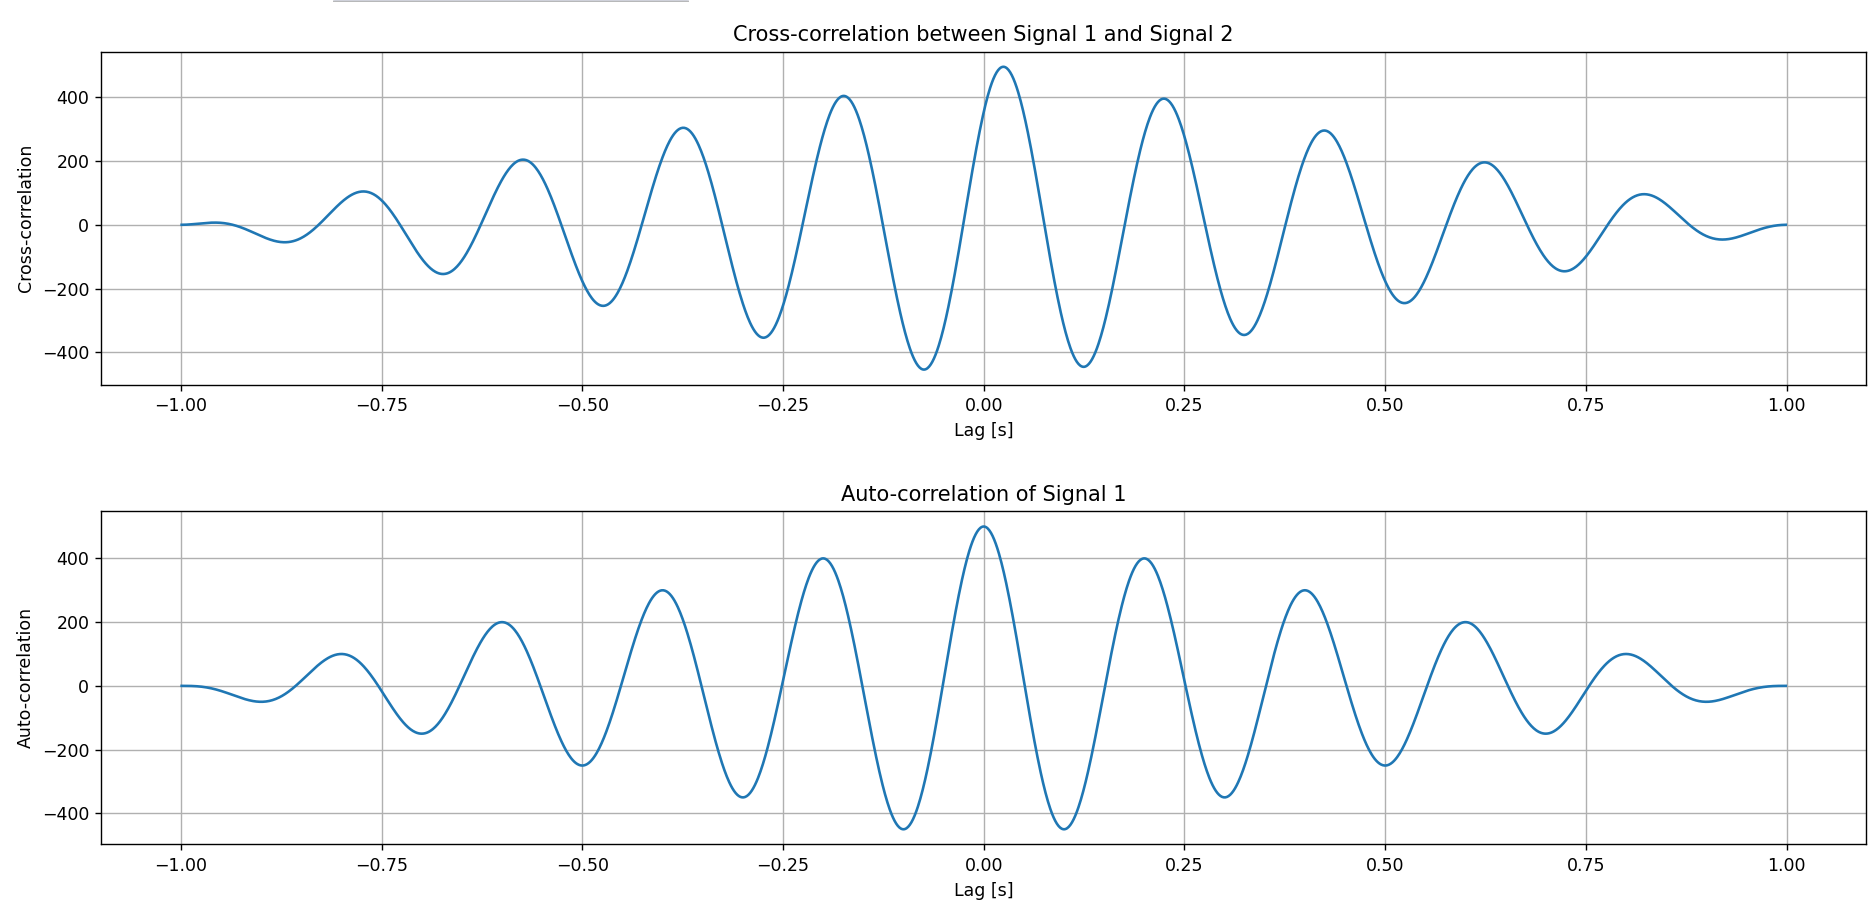 Cross-correlation between Signal 1 and Signal 2
Cross-correlation
400
200
0
−200
−400
−1.00 −0.75 −0.50 −0.25 0.00 0.25 0.50 0.75 1.00
Lag [s]
Auto-correlation of Signal 1
Auto-correlation
400
200
0
−200
−400
−1.00 −0.75 −0.50 −0.25 0.00 0.25 0.50 0.75 1.00
Lag [s]